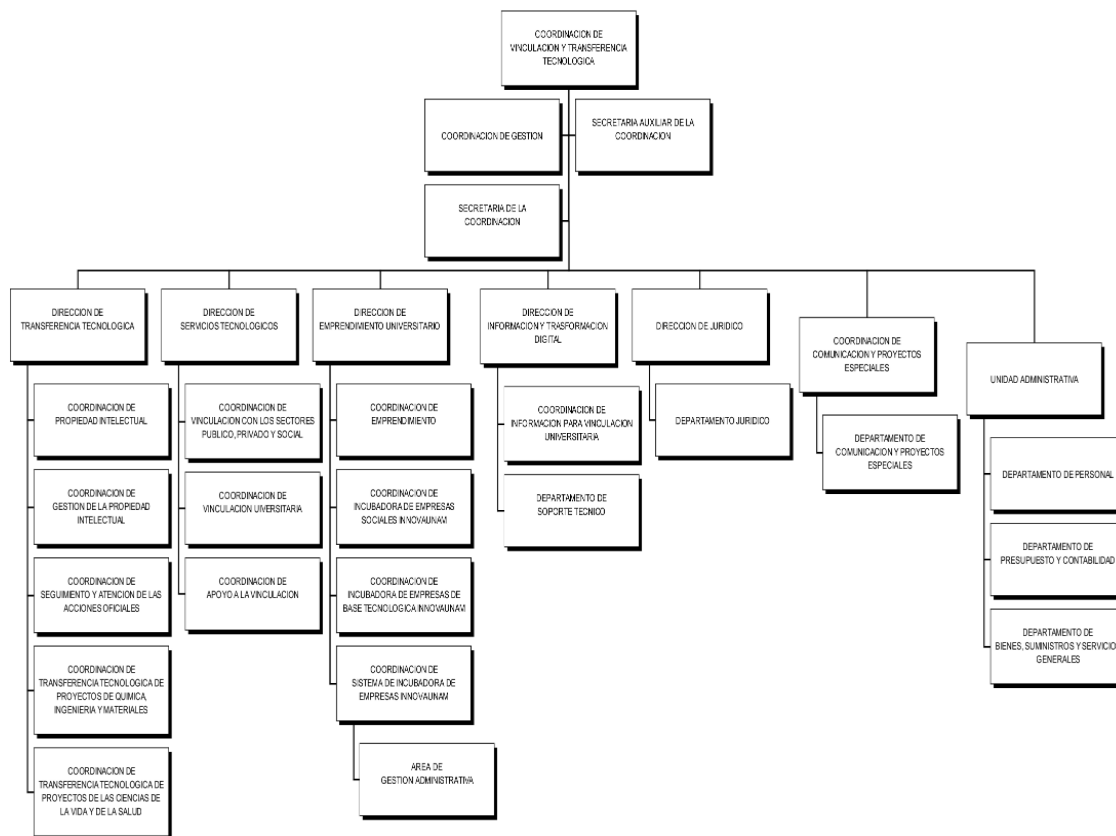 COORDINACION DE
VINCULACION Y TRANSFERENCIA
TECNOLOGICA
COORDINACION DE GESTION
SECRETARIA AUXILIAR DE LA
COORDINACION
SECRETARIA DE LA
COORDINACION
DIRECCION DE
TRANSFERENCIA TECNOLOGICA
DIRECCION DE
SERVICIOS TECNOLOGICOS
DIRECCION DE
EMPRENDIMIENTO UNIVERSITARIO
DIRECCION DE
INFORMACION Y TRASFORMACION
DIGITAL
DIRECCION DE JURIDICO
COORDINACION DE
COMUNICACION Y PROYECTOS
ESPECIALES
UNIDAD ADMINISTRATIVA
COORDINACION DE
PROPIEDAD INTELECTUAL
COORDINACION DE
GESTION DE LA PROPIEDAD
INTELECTUAL
COORDINACION DE
SEGUIMIENTO Y ATENCION DE LAS
ACCIONES OFICIALES
COORDINACION DE
TRANSFERENCIA TECNOLOGICA DE
PROYECTOS DE QUIMICA,
INGENIERIA Y MATERIALES
COORDINACION DE
TRANSFERENCIA TECNOLOGICA DE
PROYECTOS DE LAS CIENCIAS DE
LA VIDA Y DE LA SALUD
COORDINACION DE
VINCULACION CON LOS SECTORES
PUBLICO, PRIVADO Y SOCIAL
COORDINACION DE
VINCULACION UIVERSITARIA
COORDINACION DE
APOYO A LA VINCULACION
COORDINACION DE
EMPRENDIMIENTO
COORDINACION DE
INCUBADORA DE EMPRESAS
SOCIALES INNOVAUNAM
COORDINACION DE
INCUBADORA DE EMPRESAS DE
BASE TECNOLOGICA INNOVAUNAM
COORDINACION DE
SISTEMA DE INCUBADORA DE
EMPRESAS INNOVAUNAM
AREA DE
GESTION ADMINISTRATIVA
COORDINACION DE
INFORMACION PARA VINCULACION
UNIVERSITARIA
DEPARTAMENTO DE
SOPORTE TECNICO
DEPARTAMENTO JURIDICO
DEPARTAMENTO DE
COMUNICACION Y PROYECTOS
ESPECIALES
DEPARTAMENTO DE PERSONAL
DEPARTAMENTO DE
PRESUPUESTO Y CONTABILIDAD
DEPARTAMENTO DE
BIENES, SUMINISTROS Y SERVICIO
GENERALES